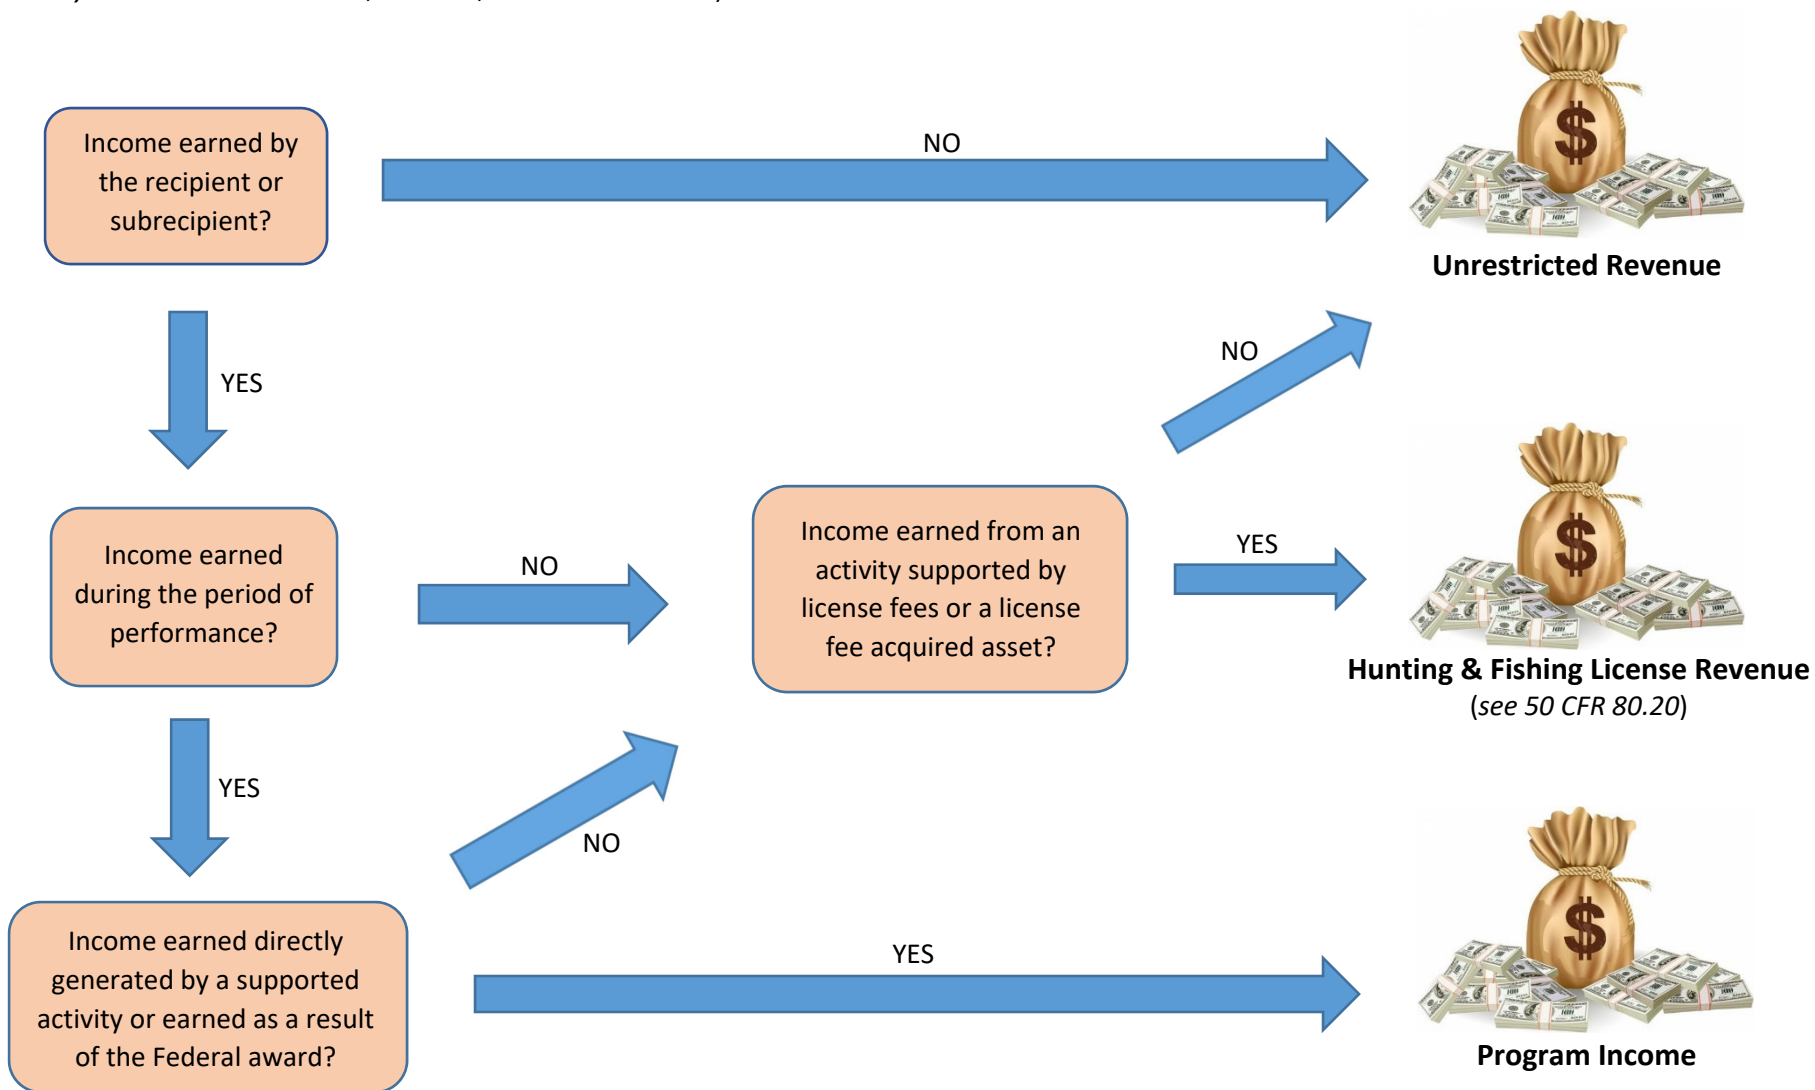 Income earned by
the recipient or
subrecipient?
NO
$
Unrestricted Revenue
YES
NO
Income earned
during the period of
performance?
NO
Income earned from an
activity supported by
license fees or a license
fee acquired asset?
YES
$
Hunting & Fishing License Revenue
(see 50 CFR 80.20)
YES
NO
Income earned directly
generated by a supported
activity or earned as a result
of the Federal award?
YES
$
Program Income